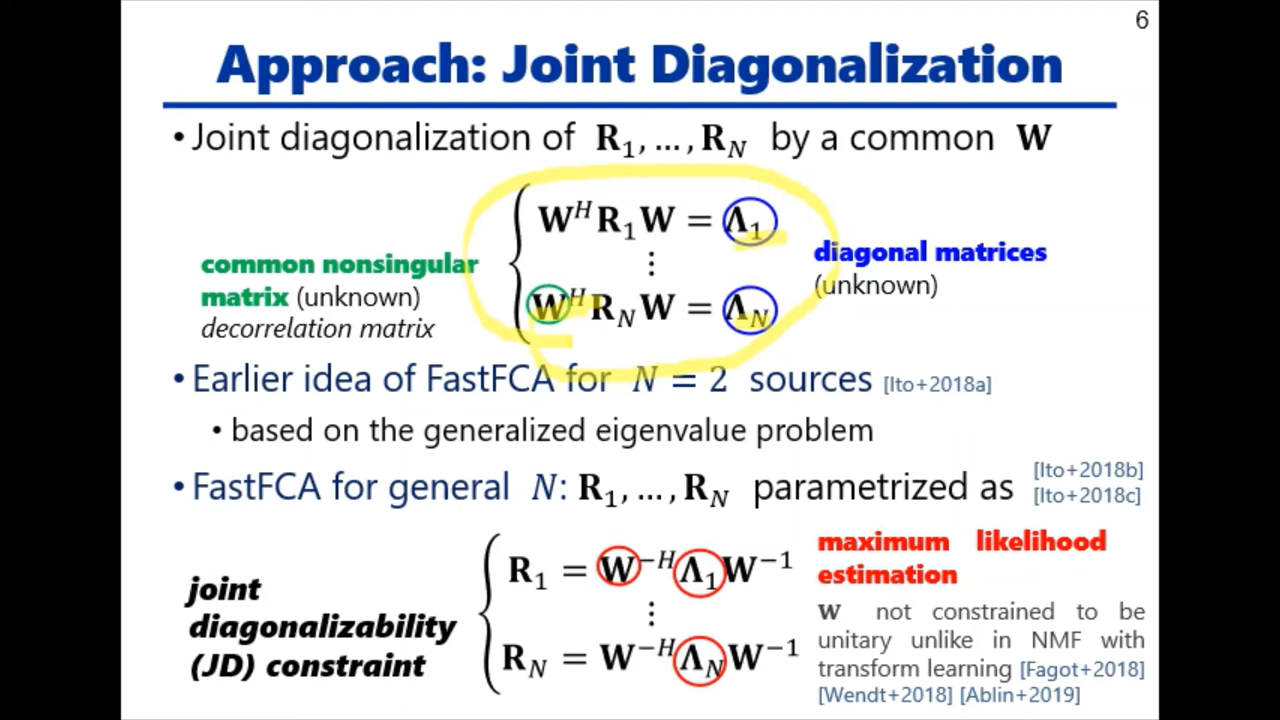 6
Approach: Joint Diagonalization
• Joint diagonalization of R₁, …, R_N by a common W
W^H R₁ W = Λ₁
⋮
W^H R_N W = Λ_N
common nonsingular
matrix (unknown)
decorrelation matrix
diagonal matrices
(unknown)
• Earlier idea of FastFCA for N = 2 sources [Ito+2018a]
• based on the generalized eigenvalue problem
• FastFCA for general N: R₁, …, R_N parametrized as [Ito+2018b]
[Ito+2018c]
joint
diagonalizability
(JD) constraint
R₁ = W^{−H} Λ₁ W^{−1}
⋮
R_N = W^{−H} Λ_N W^{−1}
maximum likelihood
estimation
W not constrained to be
unitary unlike in NMF with
transform learning [Fagot+2018]
[Wendt+2018] [Ablin+2019]